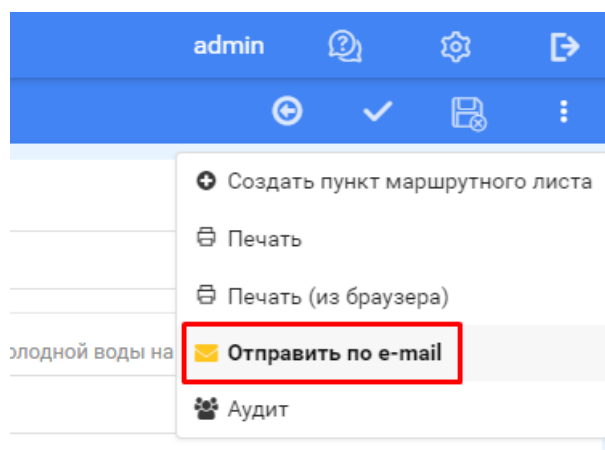 admin
Создать пункт маршрутного листа
Печать
Печать (из браузера)
олодной воды на
Отправить по e-mail
Аудит